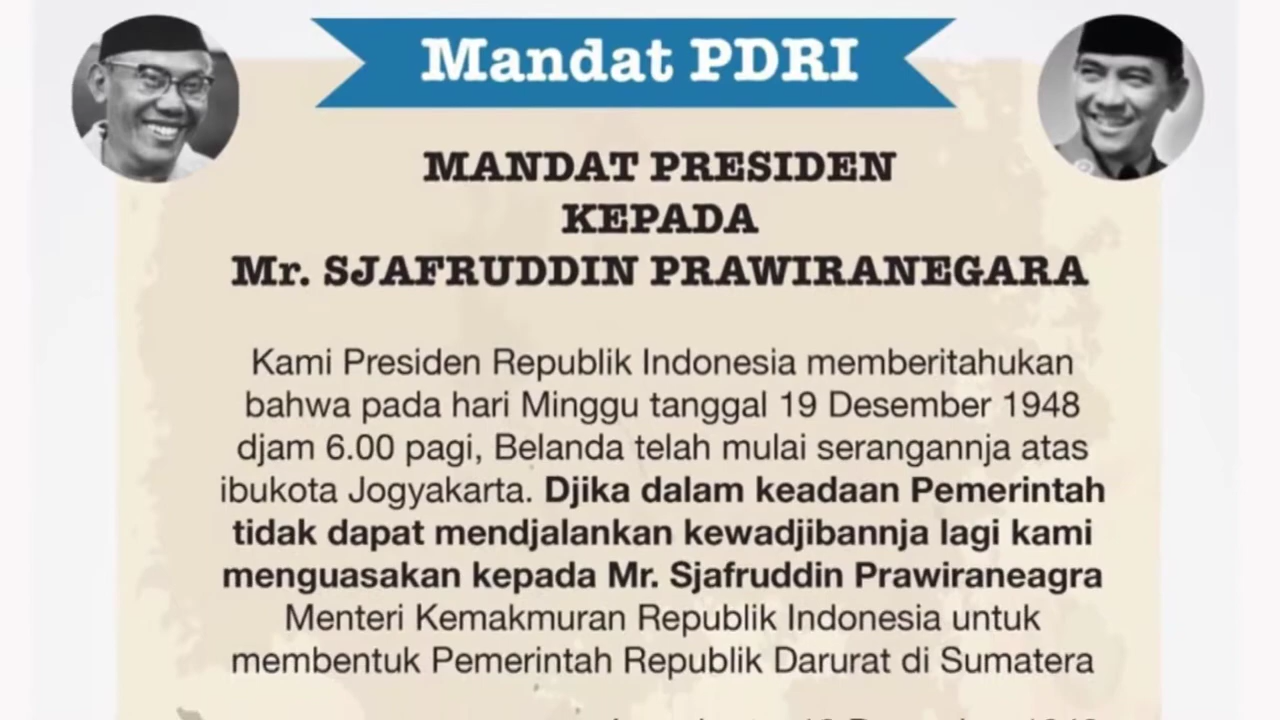 Mandat PDRI
MANDAT PRESIDEN
KEPADA
Mr. SJAFRUDDIN PRAWIRANEGARA
Kami Presiden Republik Indonesia memberitahukan
bahwa pada hari Minggu tanggal 19 Desember 1948
djam 6.00 pagi, Belanda telah mulai serangannja atas
ibukota Jogyakarta. Djika dalam keadaan Pemerintah
tidak dapat mendjalankan kewadjibannja lagi kami
menguasakan kepada Mr. Sjafruddin Prawiraneagra
Menteri Kemakmuran Republik Indonesia untuk
membentuk Pemerintah Republik Darurat di Sumatera